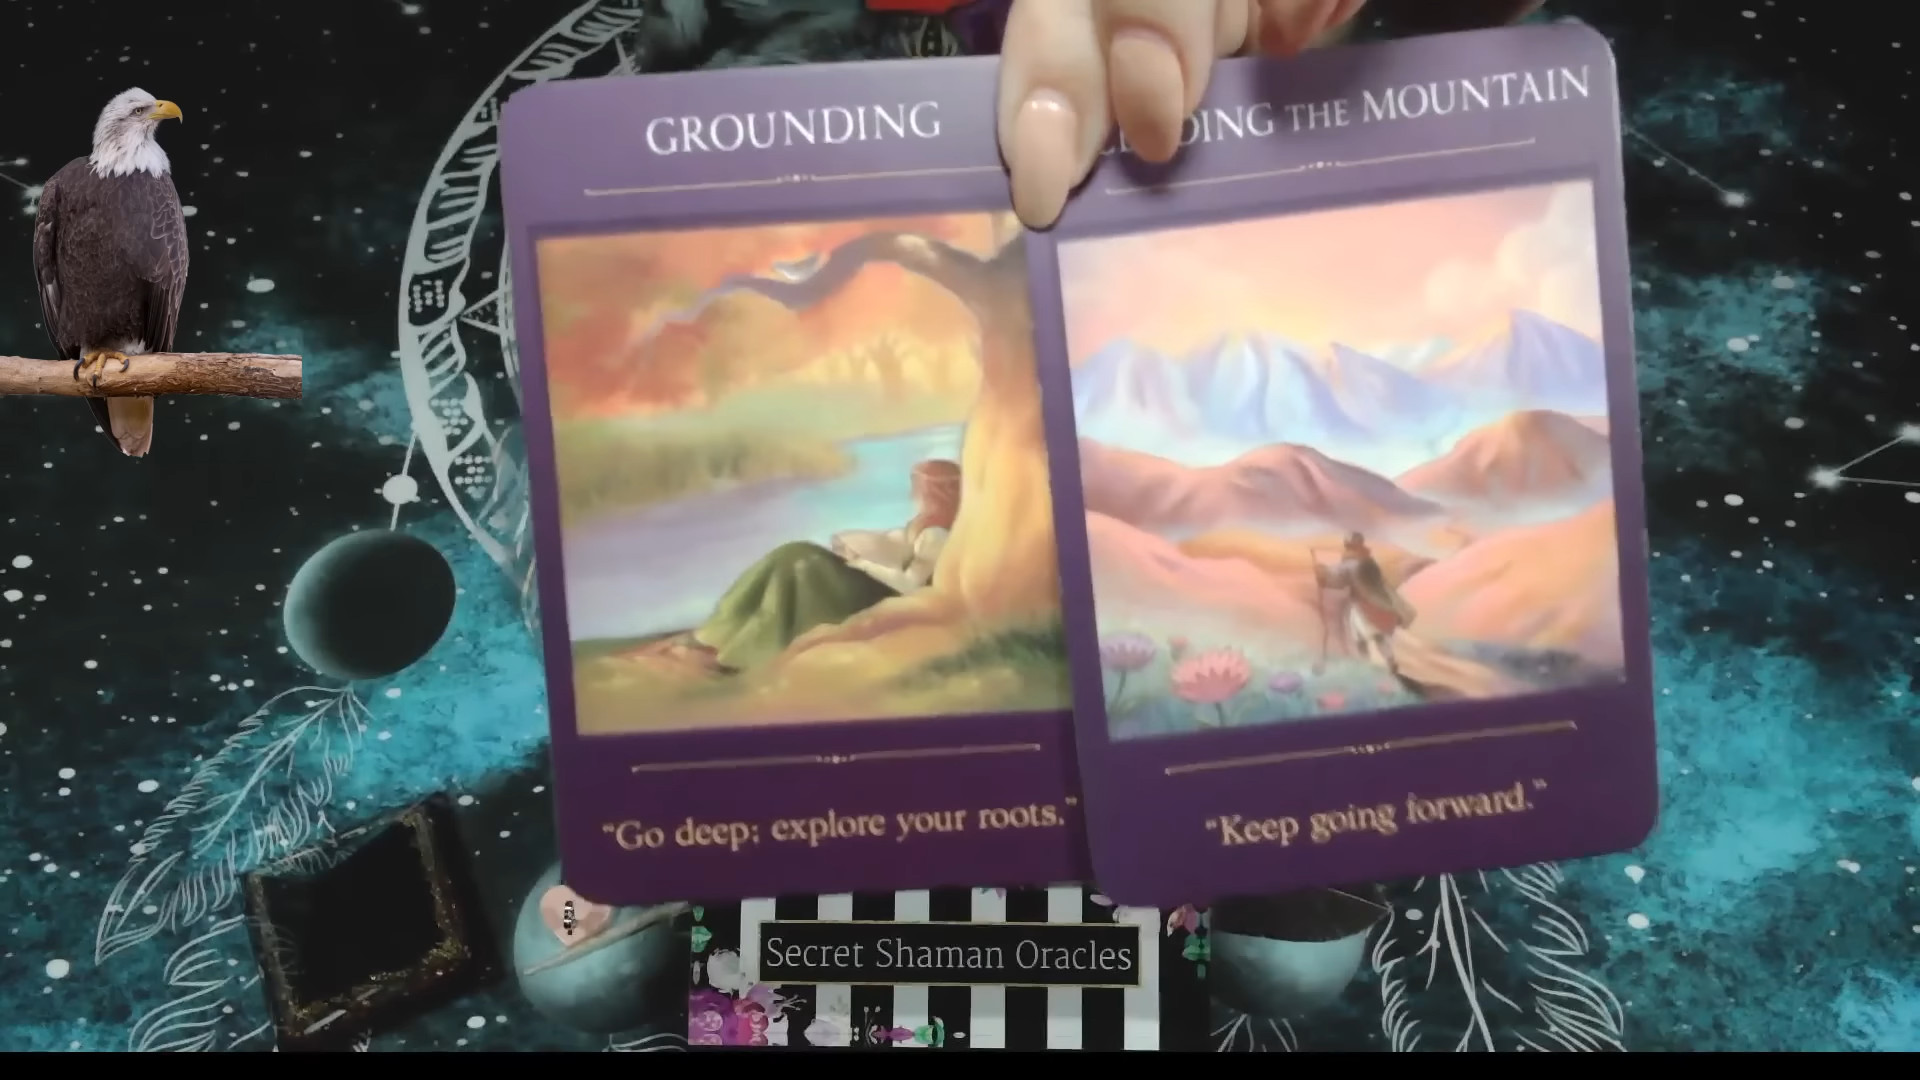 GROUNDING
THE MOUNTAIN
"Go deep; explore your roots."
"Keep going forward."
Secret Shaman Oracles